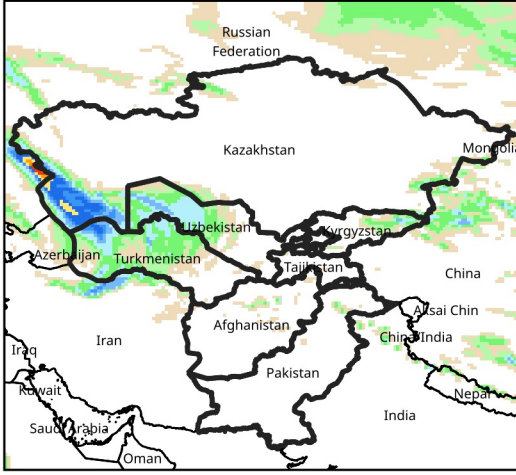 Russian
Federation
Kazakhstan
Mongolia
Uzbekistan
Kyrgyzstan
Azerbaijan
Turkmenistan
Tajikistan
China
Aksai Chin
Afghanistan
China/India
Iran
Iraq
Pakistan
Kuwait
Nepal
India
Saudi Arabia
Oman